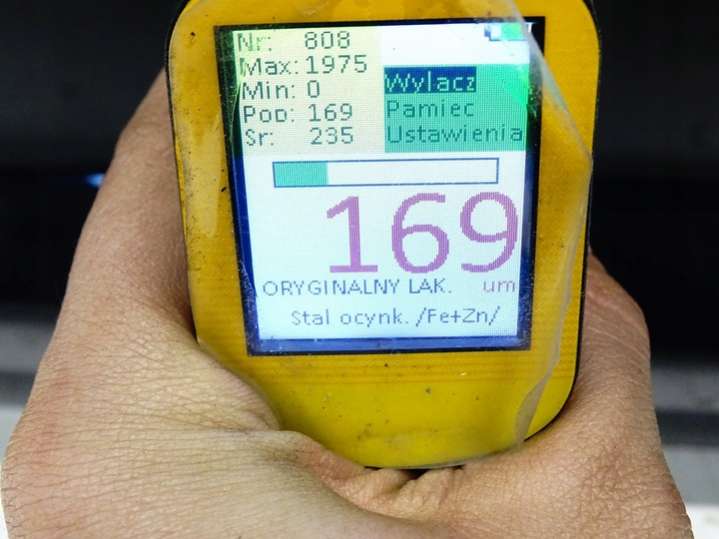 Nr: 808
Max: 1975
Min: 0
Pop: 169
Sr: 235
Wylacz
Pamiec
Ustawienia
169
um
ORYGINALNY LAK.
Stal ocynk. /Fe+Zn/